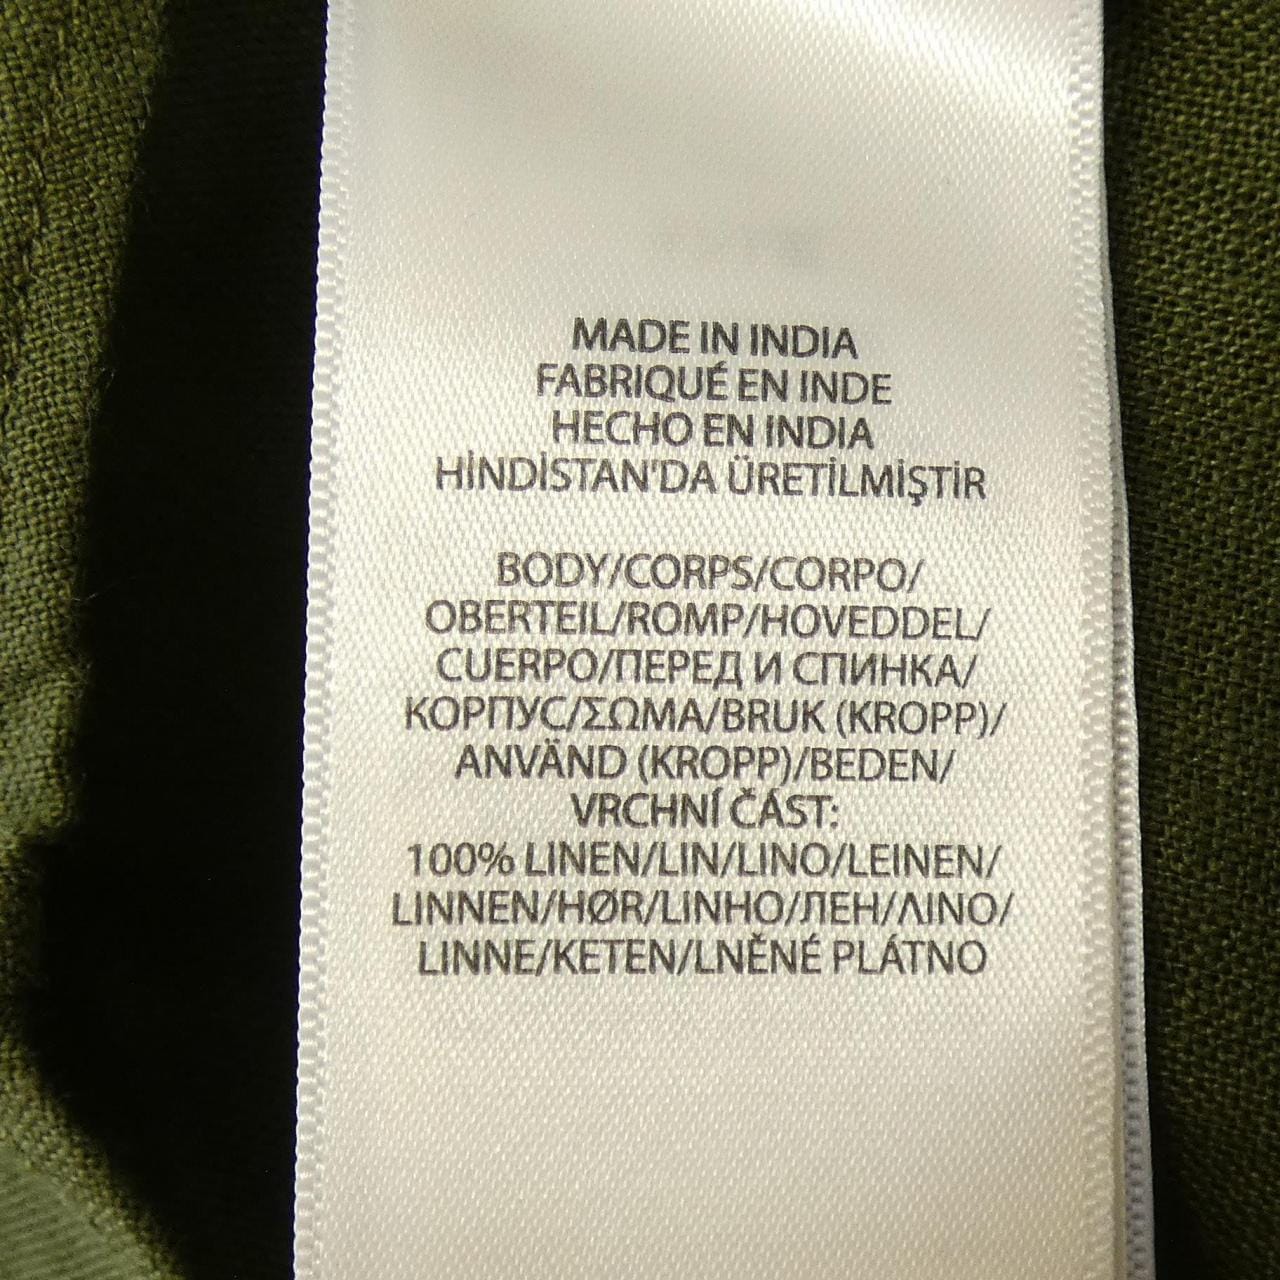 MADE IN INDIA
FABRIQUÉ EN INDE
HECHO EN INDIA
HİNDİSTAN'DA ÜRETİLMİŞTİR
BODY/CORPS/CORPO/
OBERTEIL/ROMP/HOVEDDEL/
CUERPO/ПЕРЕД И СПИНКА/
КОРПУС/ΣΩΜΑ/BRUK (KROPP)/
ANVÄND (KROPP)/BEDEN/
VRCHNÍ ČÁST:
100% LINEN/LIN/LINO/LEINEN/
LINNEN/HØR/LINHO/ЛЕН/ΛΙΝΟ/
LINNE/KETEN/LNĚNÉ PLÁTNO